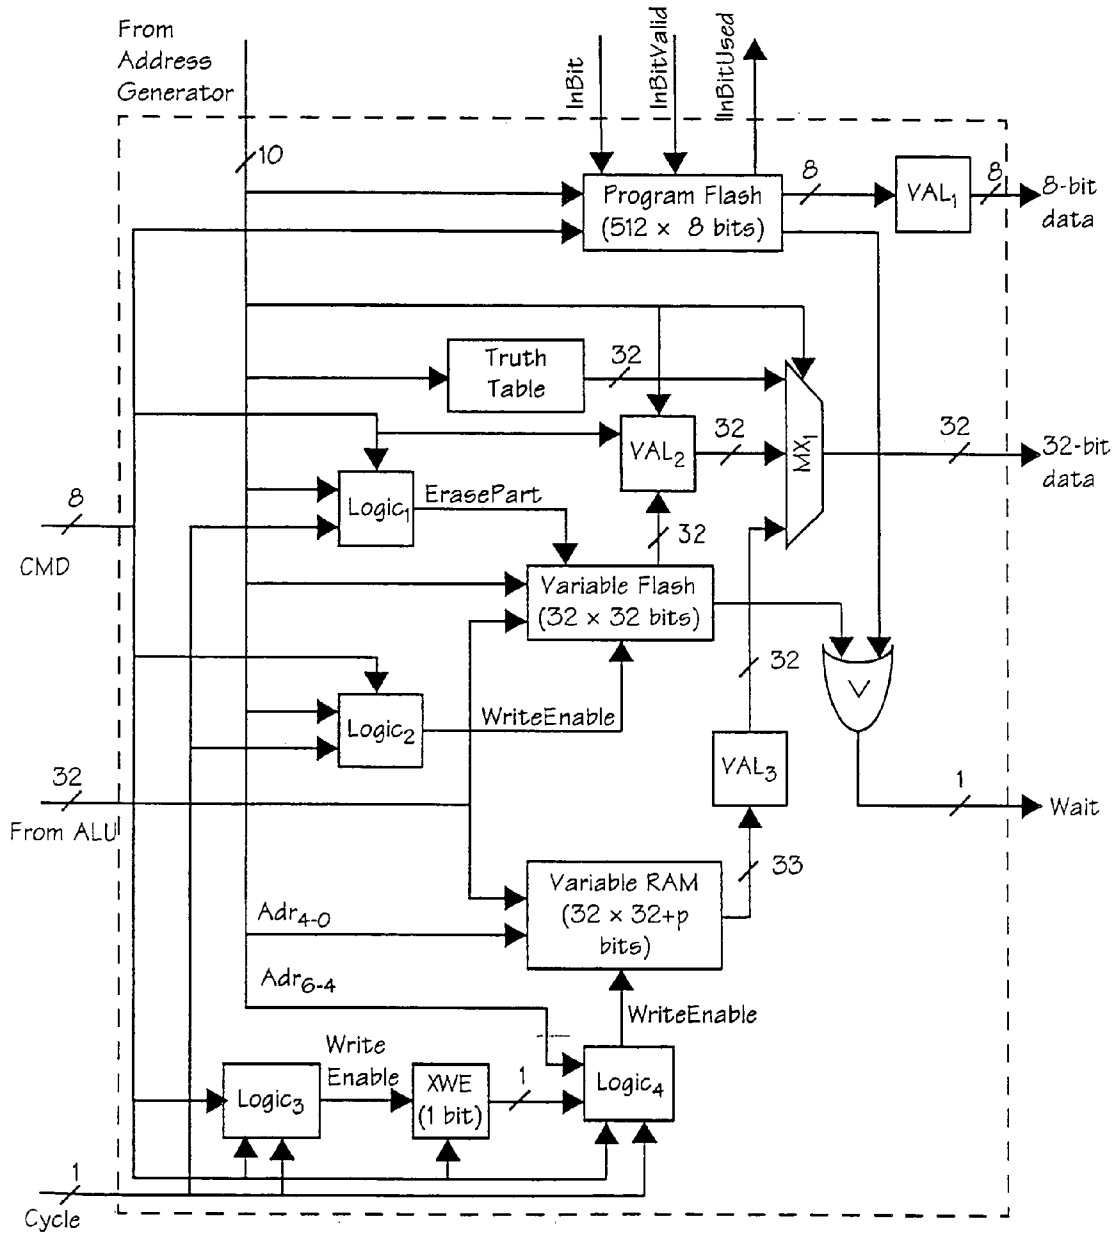 From
Address
Generator
InBit
InBitValid
InBitUsed
10
Program Flash
(512 × 8 bits)
8
VAL1
8
8-bit
data
Truth
Table
32
32
VAL2
32
MX1
32
32-bit
data
8
CMD
Logic1
ErasePart
Variable Flash
(32 × 32 bits)
32
V
Logic2
WriteEnable
VAL3
32
From ALU
1
Wait
33
Variable RAM
(32 × 32+p
bits)
Adr4-0
Adr6-4
WriteEnable
Write
Enable
Logic3
XWE
(1 bit)
1
Logic4
1
Cycle